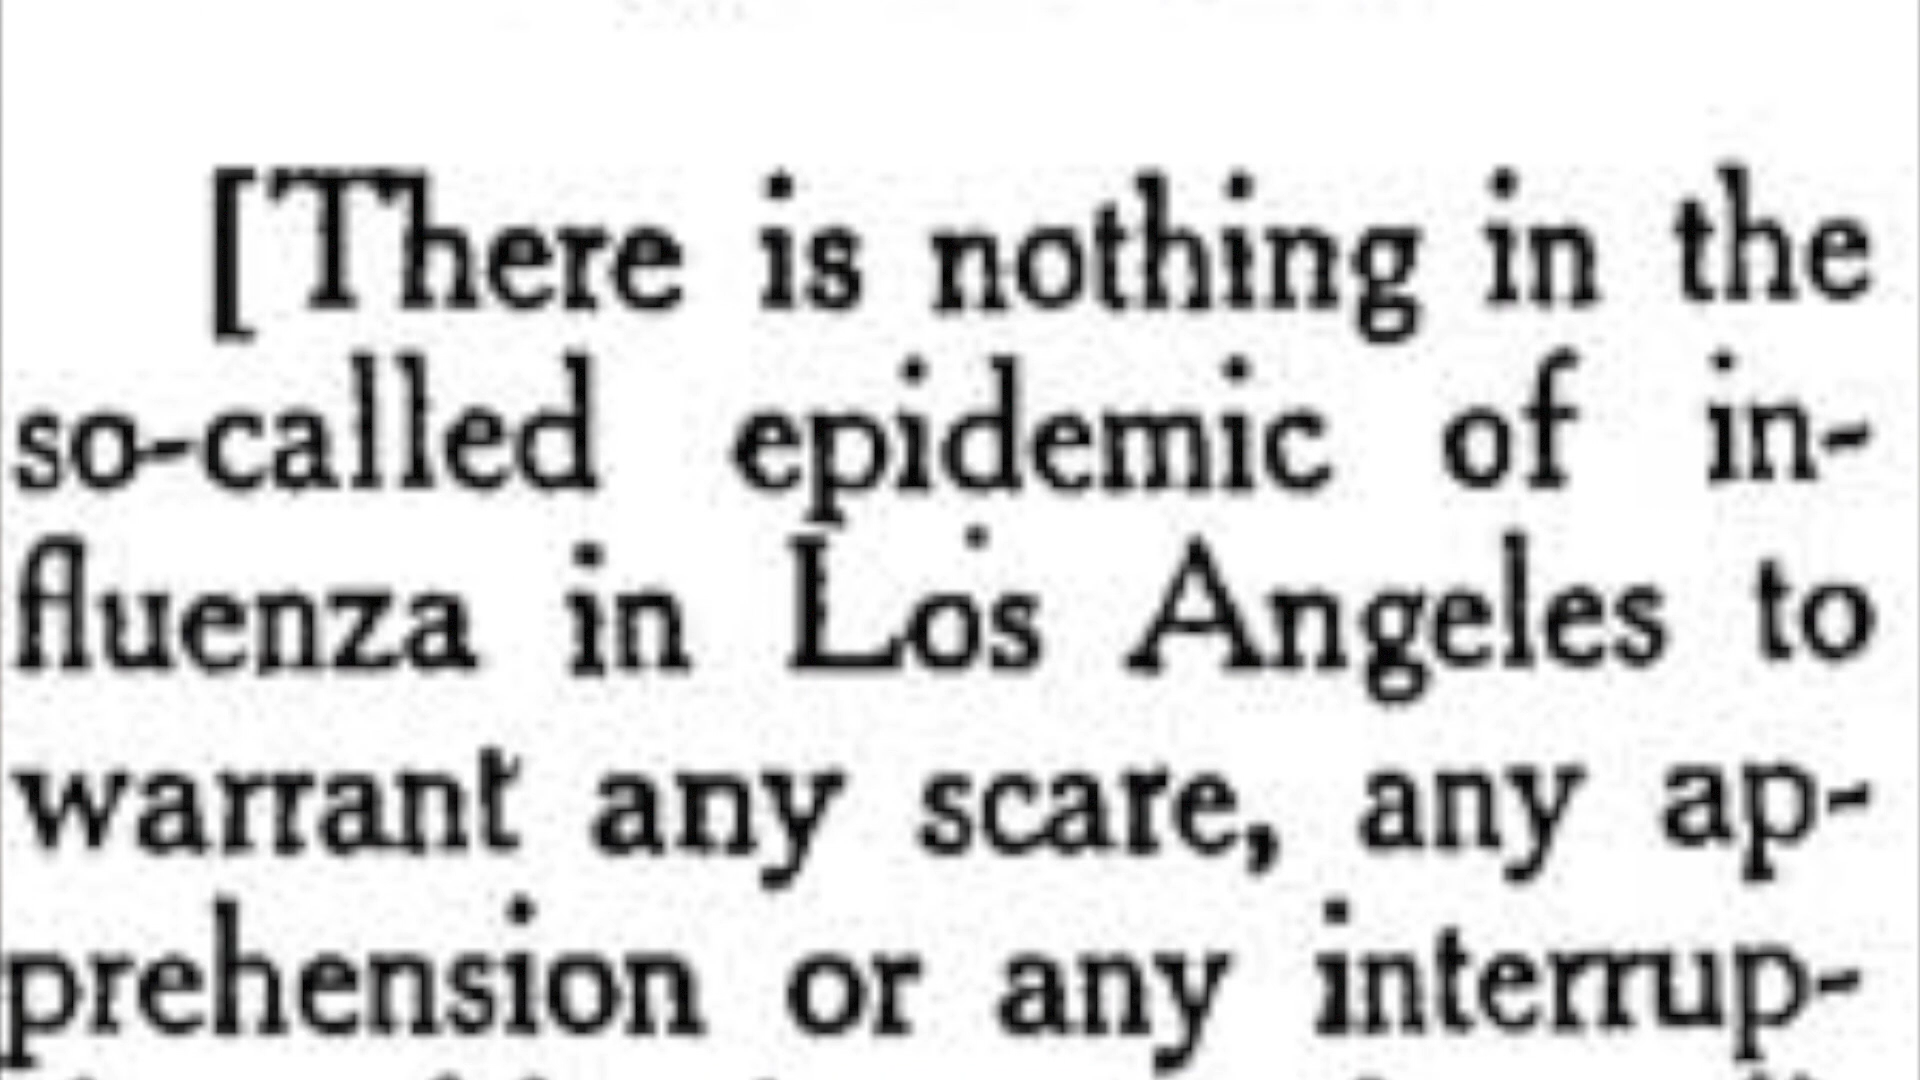 [There is nothing in the
so-called epidemic of in-
fluenza in Los Angeles to
warrant any scare, any ap-
prehension or any interrup-